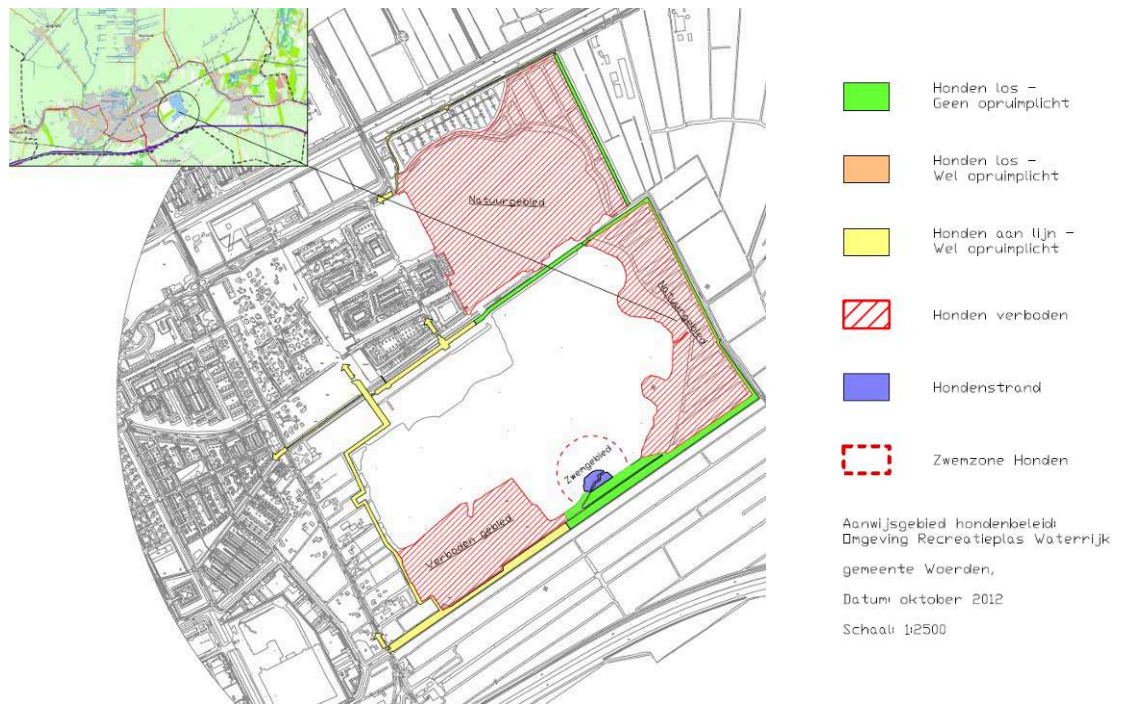 Honden los -
Geen opruimplicht
Honden los -
Wel opruimplicht
Honden aan lijn -
Wel opruimplicht
Honden verboden
Hondenstrand
Zwemzone Honden
Aanwijsgebied hondenbeleid:
Omgeving Recreatieplas Waterrijk
gemeente Woerden,
Datum: oktober 2012
Schaal: 1:2500
Natuurgebied
Natuurgebied
Zwemgebied
Verboden gebied